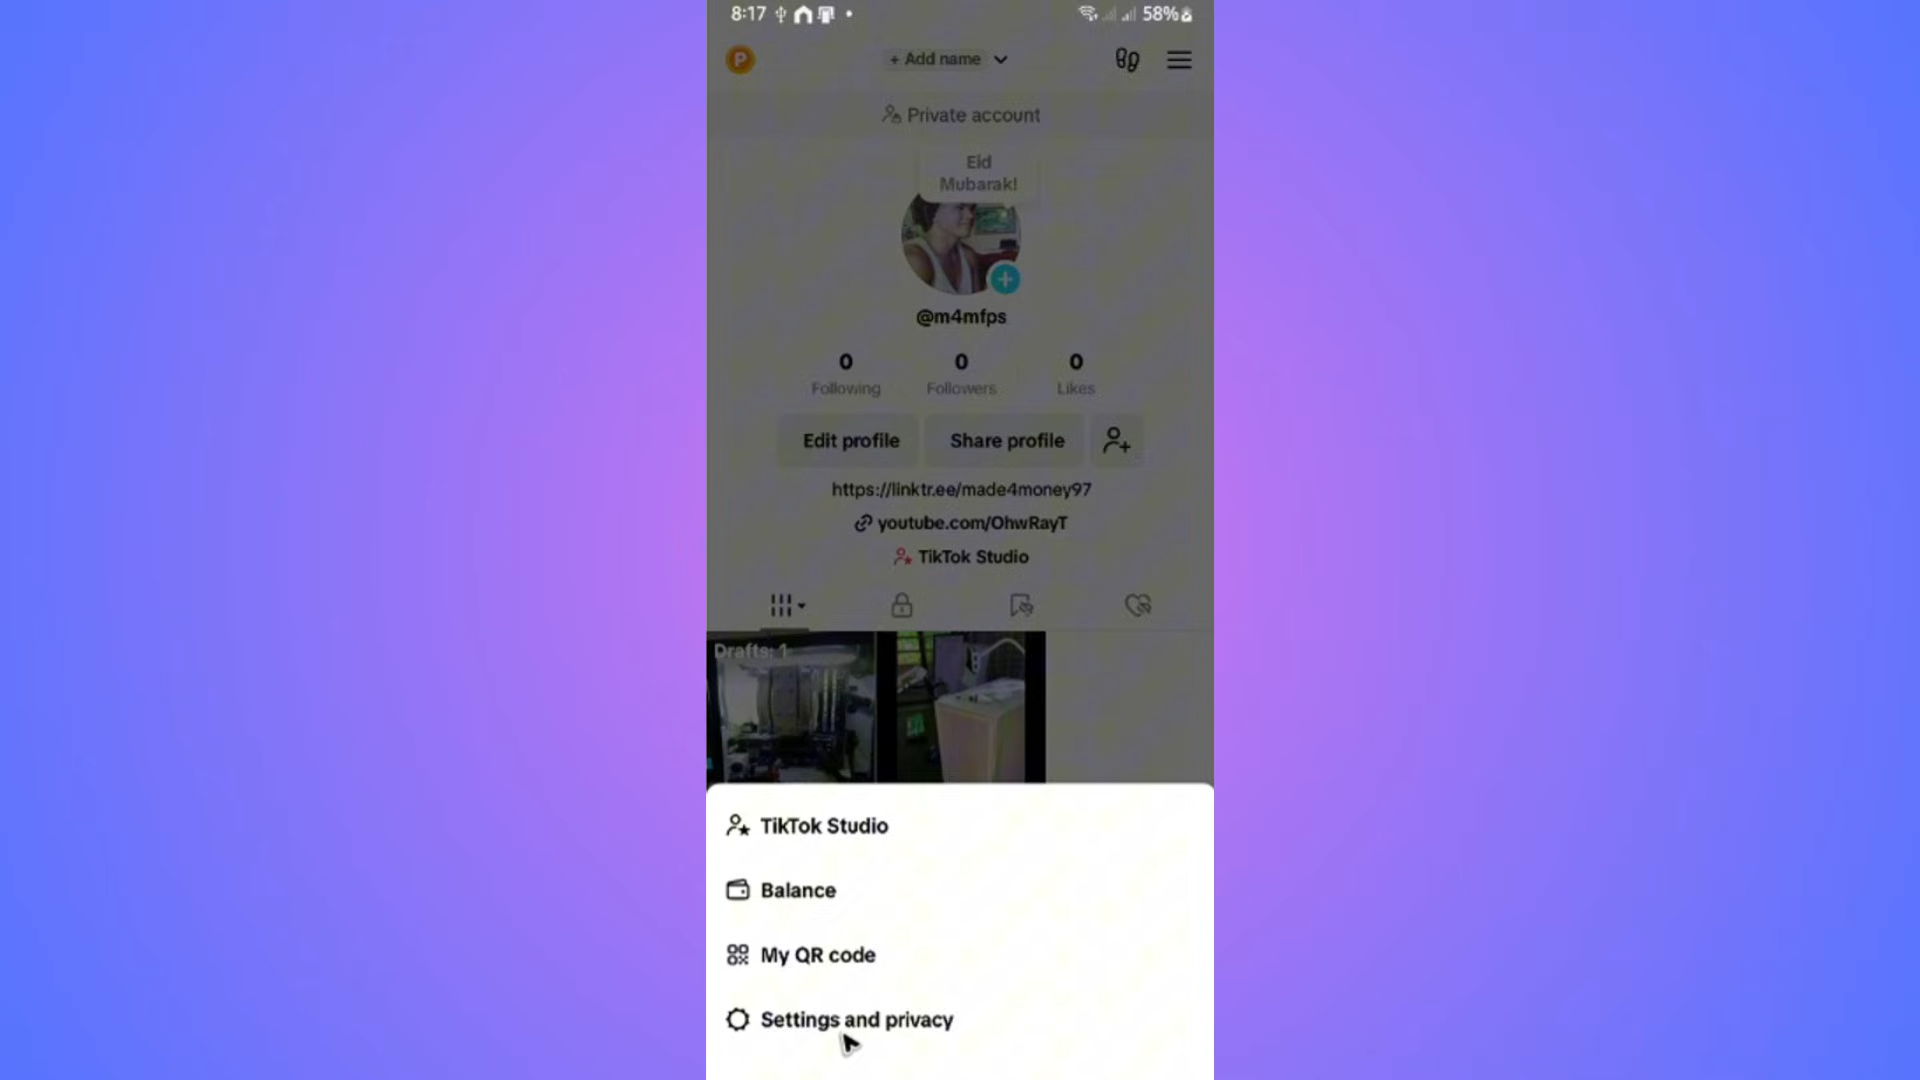 8:17
58%
P
+ Add name
Private account
Eid
Mubarak!
@m4mfps
0 0 0
Following Followers Likes
Edit profile Share profile
https://linktr.ee/made4money97
youtube.com/OhwRayT
TikTok Studio
Drafts: 1
TikTok Studio
Balance
My QR code
Settings and privacy